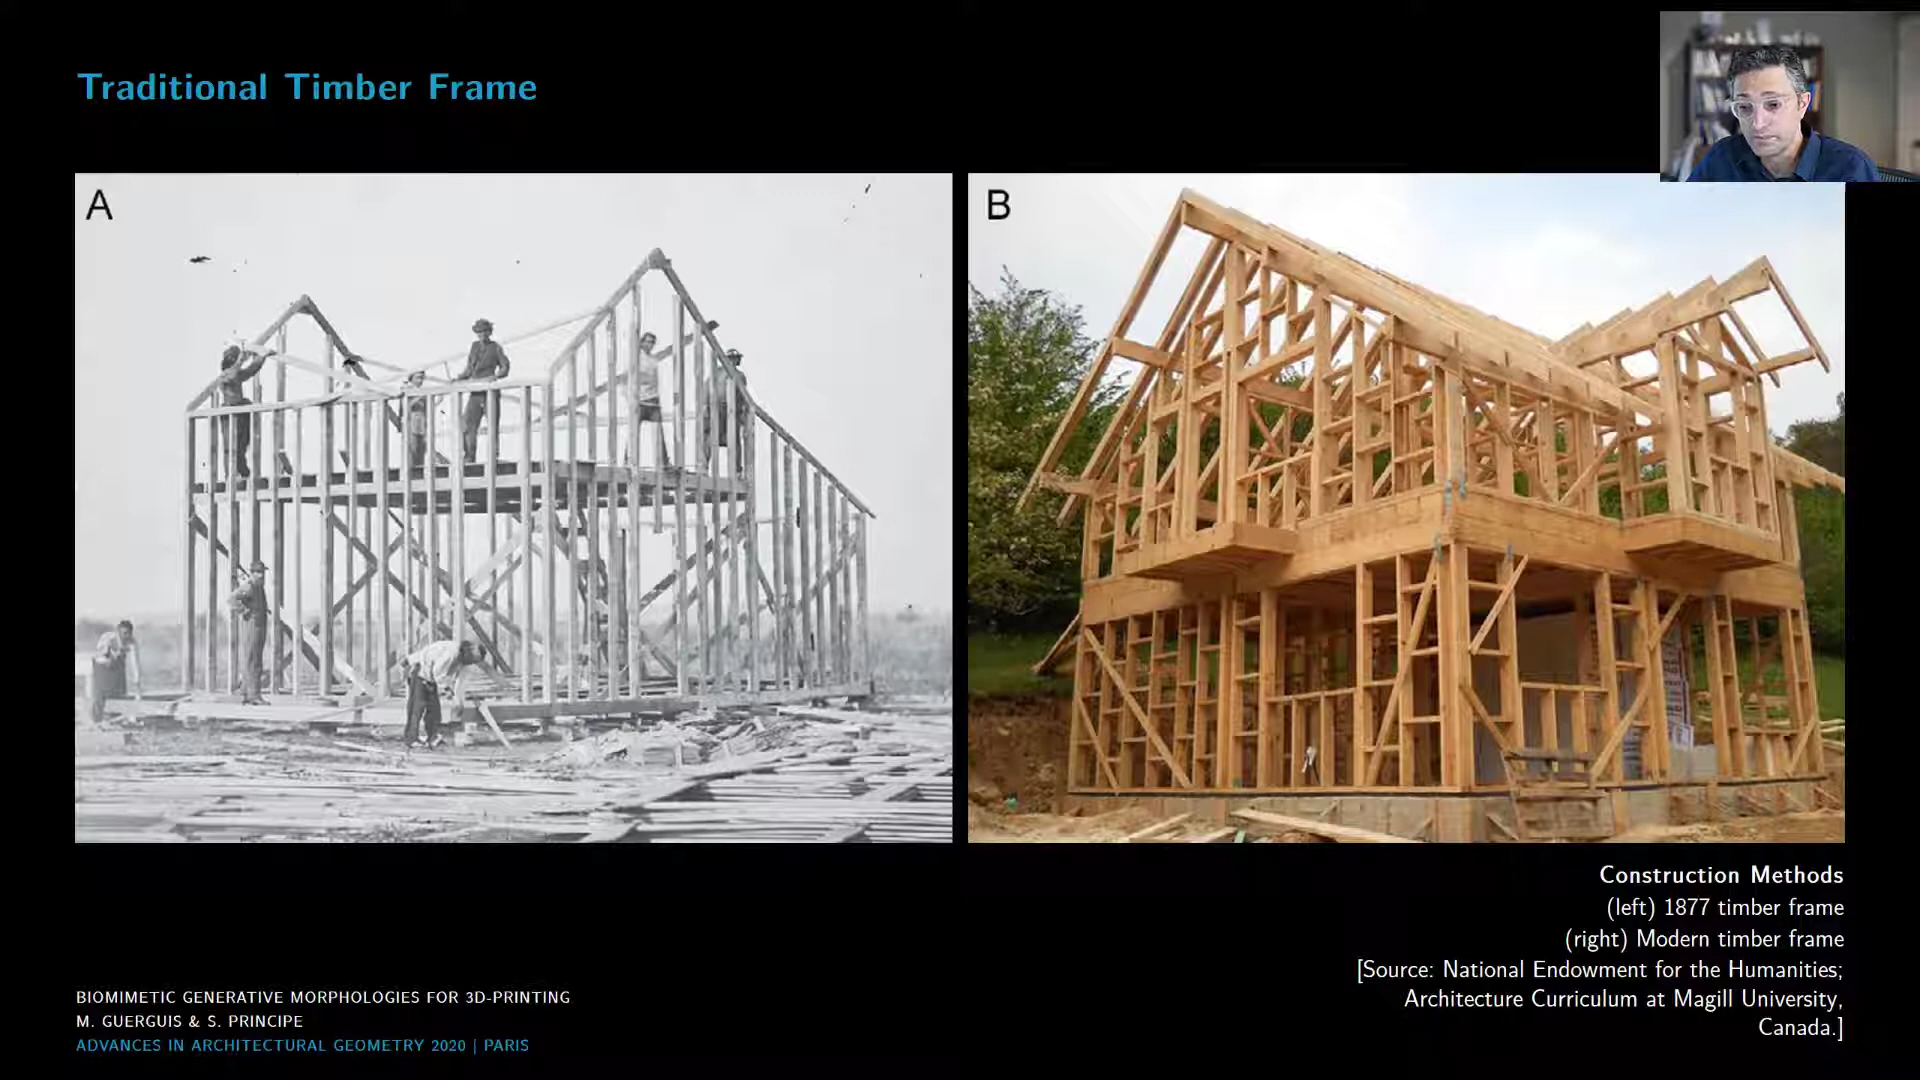 Traditional Timber Frame
A
B
Construction Methods
(left) 1877 timber frame
(right) Modern timber frame
[Source: National Endowment for the Humanities;
Architecture Curriculum at Magill University,
Canada.]
BIOMIMETIC GENERATIVE MORPHOLOGIES FOR 3D-PRINTING
M. GUERGUIS & S. PRINCIPE
ADVANCES IN ARCHITECTURAL GEOMETRY 2020 | PARIS